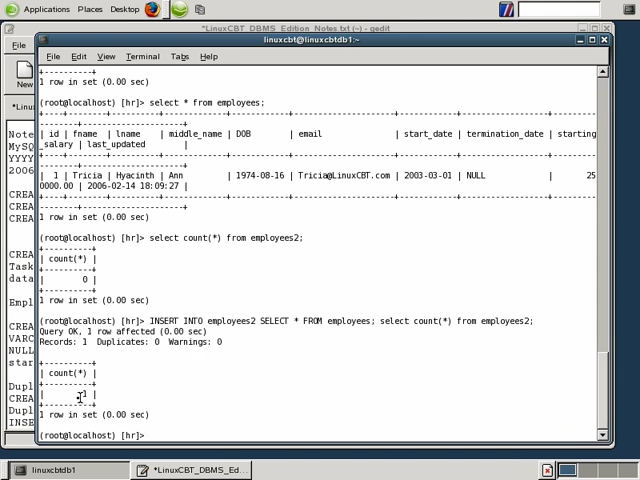 Applications Places Desktop
*LinuxCBT_DBMS_Edition_Notes.txt (~) - gedit
linuxcbt@linuxcbtdb1:~
File
File Edit View Terminal Tabs Help
New
*Linu
Note
MySQ
YYYY
2006
CREA
CREA
CREA
CREA
Task
data
Empl
CREA
VARC
NULL
star
Dupl
CREA
Dupl
INSE
+----------+
1 row in set (0.00 sec)
(root@localhost) [hr]> select * from employees;
| id | fname | lname | middle_name | DOB | email | start_date | termination_date | starting
_salary | last_updated |
| 1 | Tricia | Hyacinth | Ann | 1974-08-16 | Tricia@LinuxCBT.com | 2003-03-01 | NULL | 25
0000.00 | 2006-02-14 18:09:27 |
1 row in set (0.00 sec)
(root@localhost) [hr]> select count(*) from employees2;
+----------+
| count(*) |
+----------+
| 0 |
+----------+
1 row in set (0.00 sec)
(root@localhost) [hr]> INSERT INTO employees2 SELECT * FROM employees; select count(*) from employees2;
Query OK, 1 row affected (0.00 sec)
Records: 1 Duplicates: 0 Warnings: 0
+----------+
| count(*) |
+----------+
| 1 |
+----------+
1 row in set (0.00 sec)
(root@localhost) [hr]>
linuxcbtdb1
*LinuxCBT_DBMS_Ed...